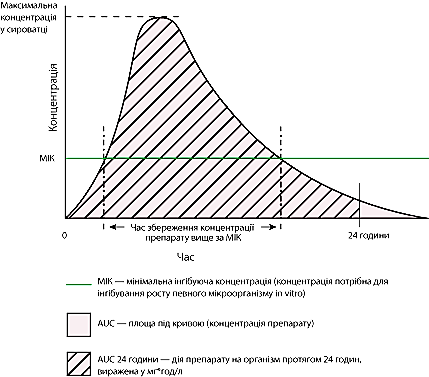 Максимальна
концентрація
у сироватці
Концентрація
МІК
0
Час збереження концентрації
препарату вище за МІК
24 години
Час
МІК — мінімальна інгібуюча концентрація (концентрація потрібна для
інгібування росту певного мікроорганізму in vitro)
AUC — площа під кривою (концентрація препарату)
AUC 24 години — дія препарату на організм протягом 24 годин,
виражена у мг*год/л